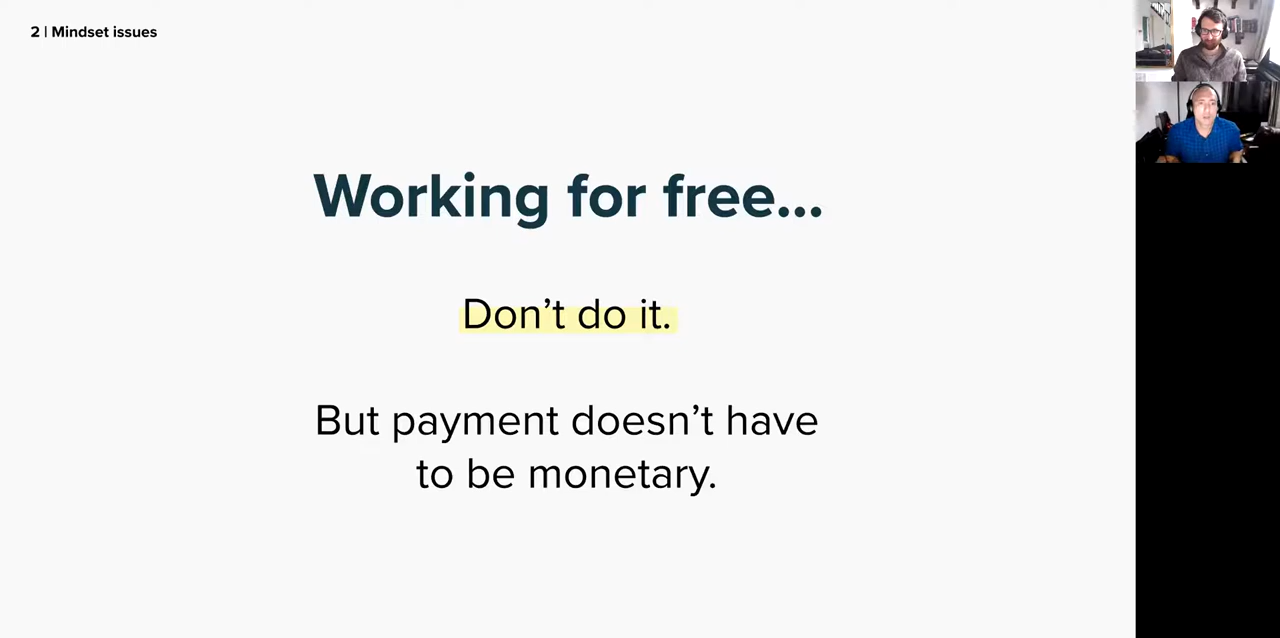 2 | Mindset issues
Working for free...
Don’t do it.
But payment doesn’t have
to be monetary.